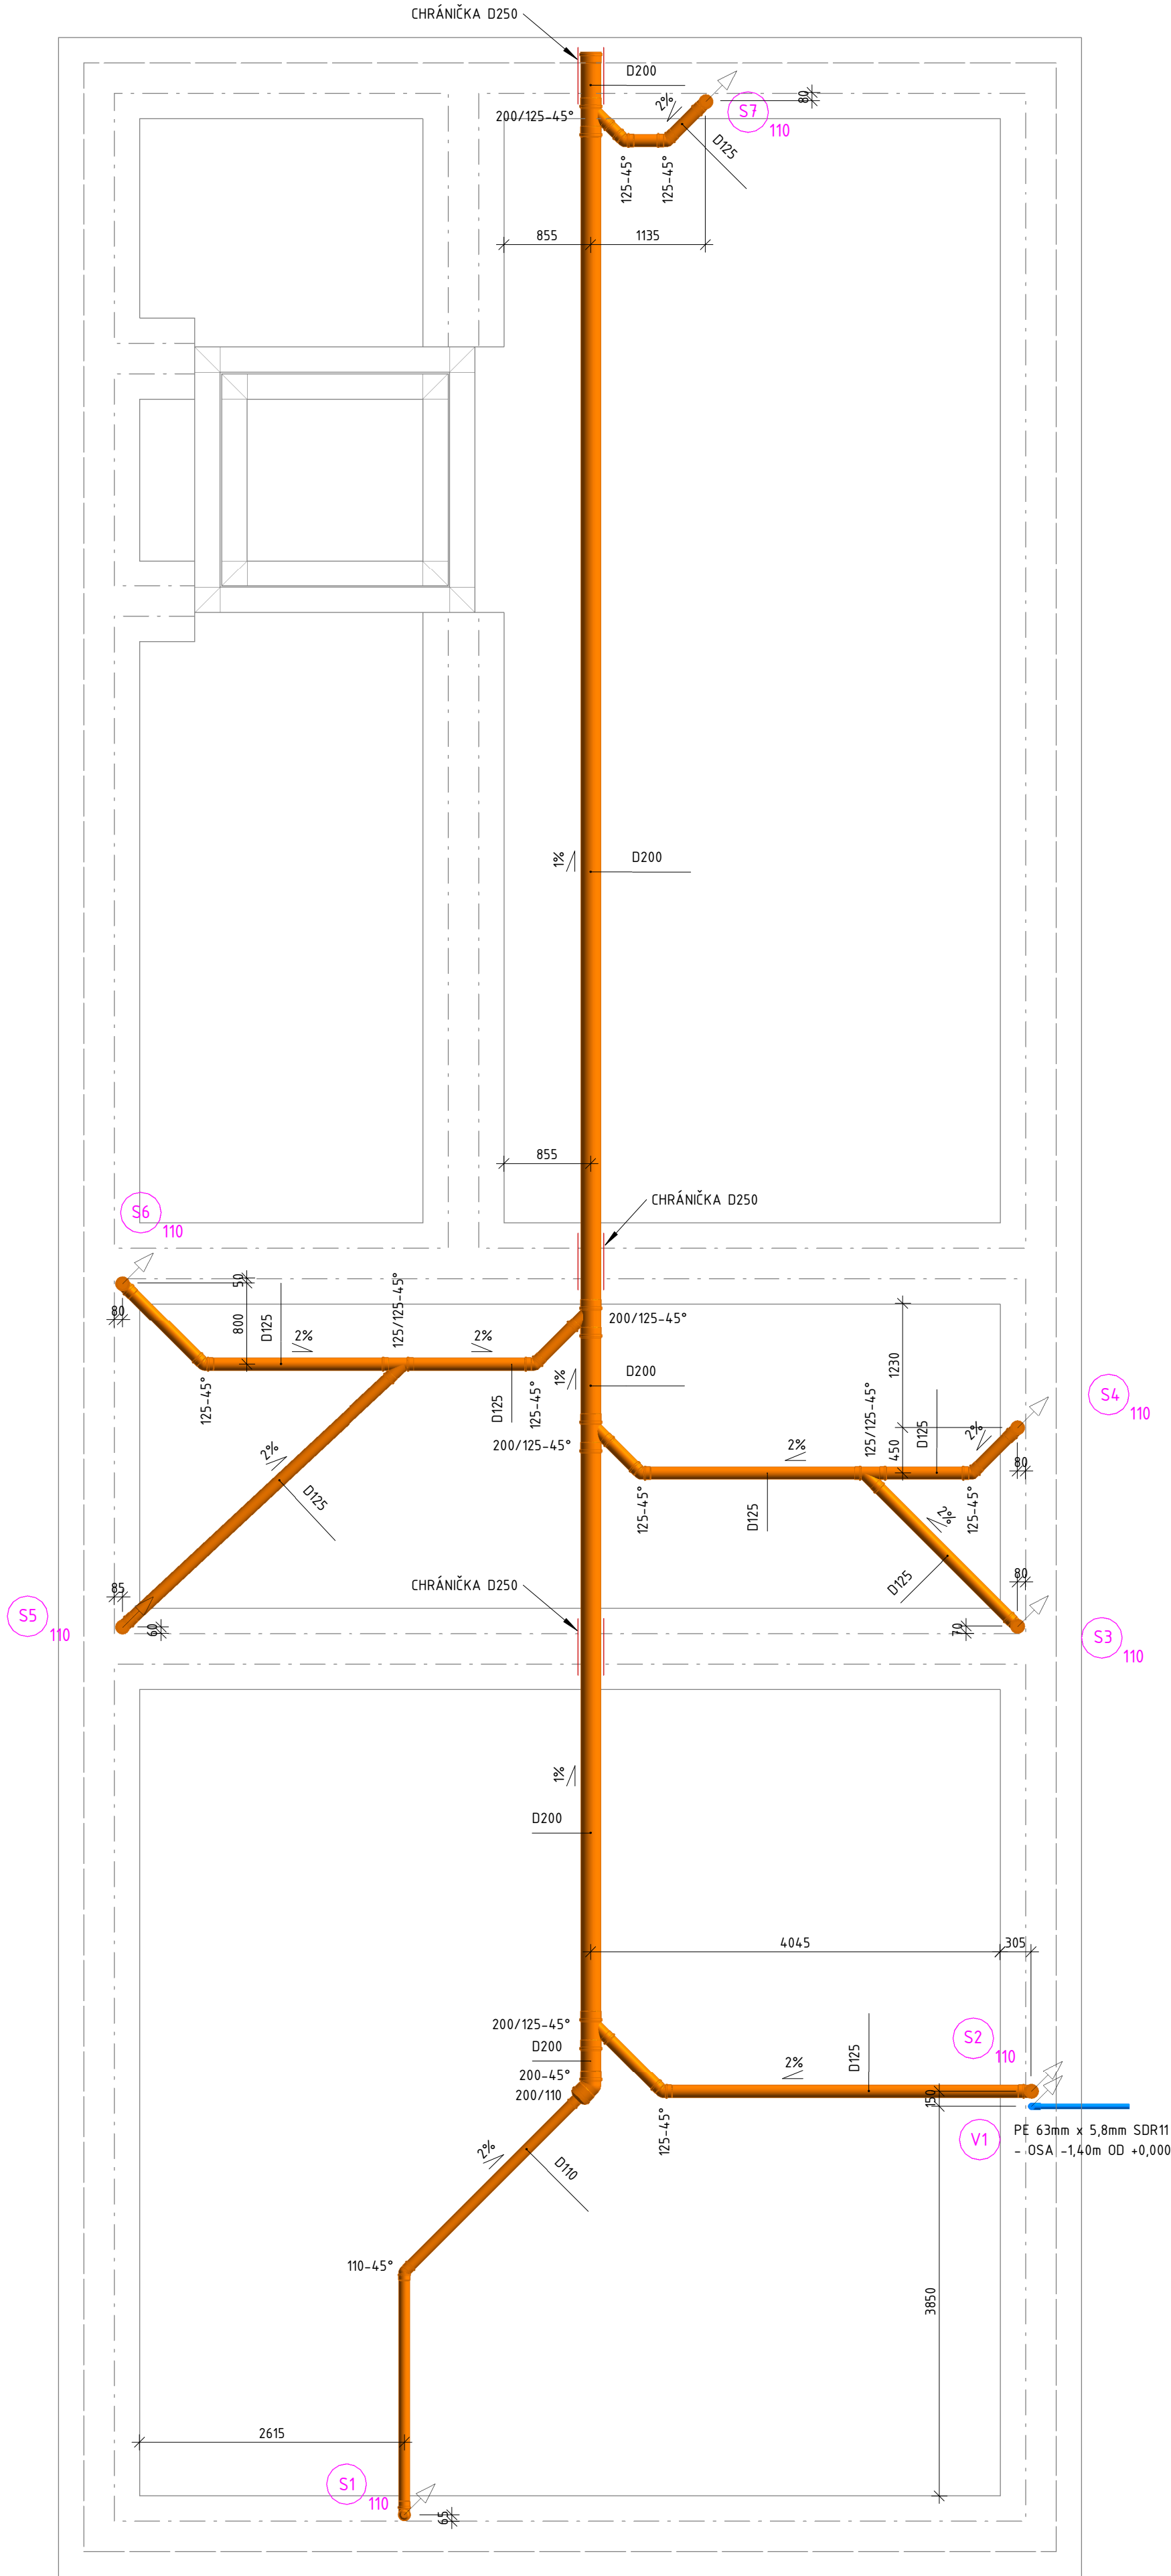 CHRÁNIČKA D250
D200
2%
80
S7
110
200/125-45°
D125
125-45°
125-45°
855
1135
1%
D200
855
CHRÁNIČKA D250
S6
110
50
80
800
D125
2%
125/125-45°
2%
200/125-45°
1%
D200
1230
S4
110
125-45°
D125
125-45°
200/125-45°
2%
125/125-45°
450
D125
2%
80
2%
D125
125-45°
D125
125-45°
2%
D125
CHRÁNIČKA D250
85
80
S5
110
60
70
S3
110
1%
D200
4045
305
200/125-45°
D200
200-45°
200/110
S2
110
2%
D125
150
125-45°
V1
PE 63mm x 5,8mm SDR11
- OSA -1,40m OD +0,000
2%
D110
110-45°
3850
2615
S1
110
65